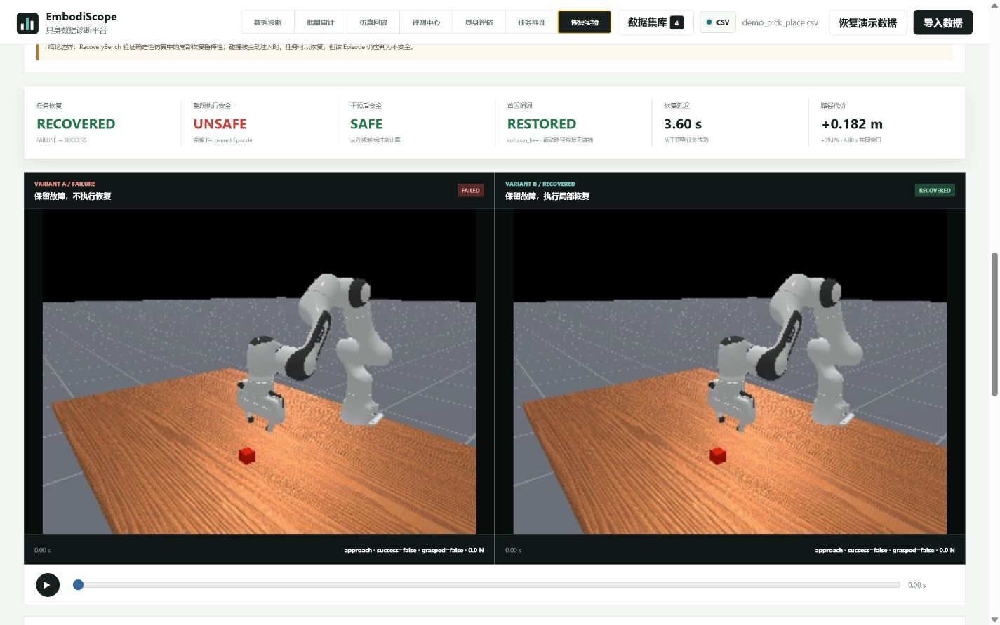 EmbodiScope
具身数据诊断平台
数据诊断
批量审计
仿真回放
评测中心
具身评估
任务推理
恢复实验
数据集库 4
CSV
demo_pick_place.csv
恢复演示数据
导入数据
结论边界：RecoveryBench 验证确定性仿真中的局部恢复鲁棒性；碰撞被主动注入时，任务可以恢复，但该 Episode 仍应判为不安全。
任务恢复
RECOVERED
FAILURE → SUCCESS
整段执行安全
UNSAFE
完整 Recovered Episode
干预后安全
SAFE
从在线触发时刻计算
首因谓词
RESTORED
collision_free · 运动路径恢复无碰撞
恢复延迟
3.60 s
从干预到任务成功
路径代价
+0.182 m
+39.0% · 4.90 s 共同窗口
VARIANT A / FAILURE
保留故障，不执行恢复
FAILED
VARIANT B / RECOVERED
保留故障，执行局部恢复
RECOVERED
0.00 s
approach · success=false · grasped=false · 0.0 N
0.00 s
approach · success=false · grasped=false · 0.0 N
0.00 s